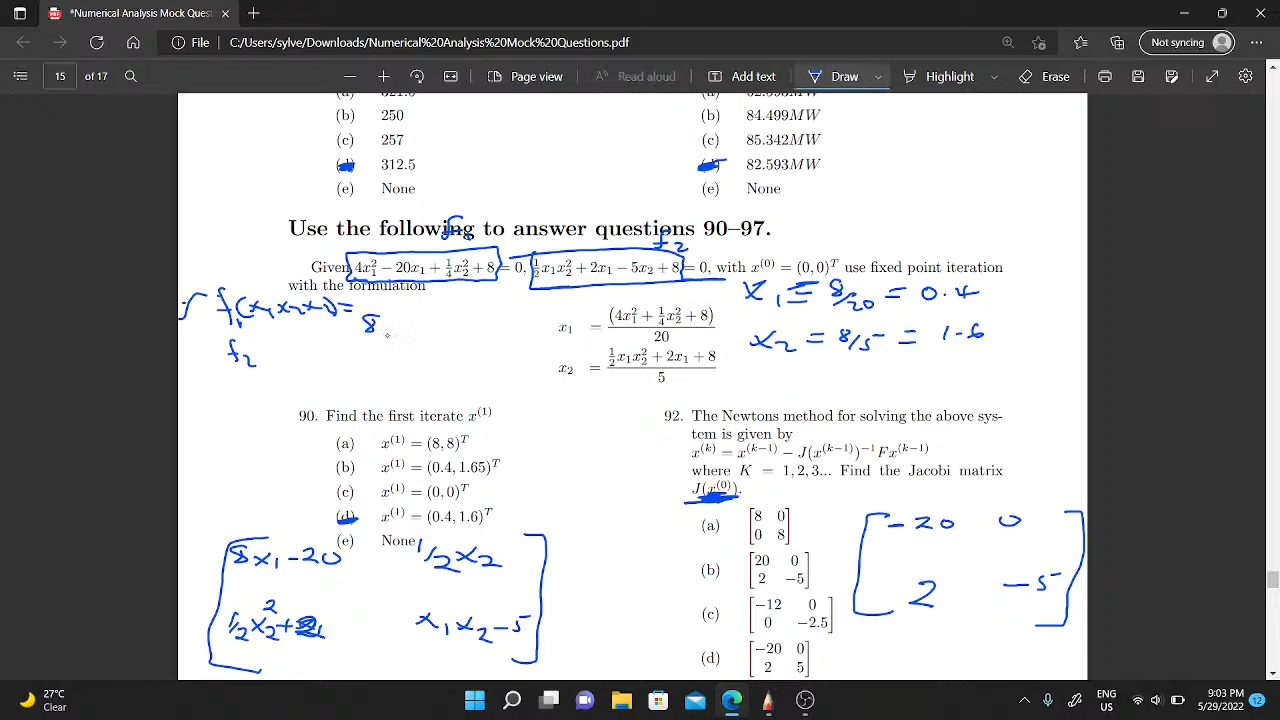 *Numerical Analysis Mock Quest
File C:/Users/sylve/Downloads/Numerical%20Analysis%20Mock%20Questions.pdf Not syncing
15 of 17 Page view Read aloud Add text Draw Highlight Erase
(b) 250
(c) 257
(d) 312.5
(e) None
(b) 84.499MW
(c) 85.342MW
(d) 82.593MW
(e) None
Use the following to answer questions 90–97.
f₁
f₂
Given 4x₁² − 20x₁ + ¼x₂² + 8 = 0, ½x₁x₂² + 2x₁ − 5x₂ + 8 = 0, with x⁽⁰⁾ = (0, 0)ᵀ use fixed point iteration
with the formulation
x₁ = (4x₁² + ¼x₂² + 8) / 20
x₂ = ½x₁x₂² + 2x₁ + 8 / 5
x₁ = 8/20 = 0.4
x₂ = 8/5 = 1.6
8
f₂
90. Find the first iterate x⁽¹⁾
(a) x⁽¹⁾ = (8, 8)ᵀ
(b) x⁽¹⁾ = (0.4, 1.65)ᵀ
(c) x⁽¹⁾ = (0, 0)ᵀ
(d) x⁽¹⁾ = (0.4, 1.6)ᵀ
(e) None
8x₁ − 20 1/2 x₂
1/2 x₂² + 2 x₁x₂ − 5
92. The Newtons method for solving the above sys-
tem is given by
x⁽ᵏ⁾ = x⁽ᵏ⁻¹⁾ − J(x⁽ᵏ⁻¹⁾)⁻¹Fx⁽ᵏ⁻¹⁾
where K = 1, 2, 3... Find the Jacobi matrix
J(x⁽⁰⁾).
(a) [8 0
0 8]
(b) [20 0
2 −5]
(c) [−12 0
0 −2.5]
(d) [−20 0
2 5]
−20 0
2 −5
27°C
Clear
ENG
US
9:03 PM
5/29/2022
12